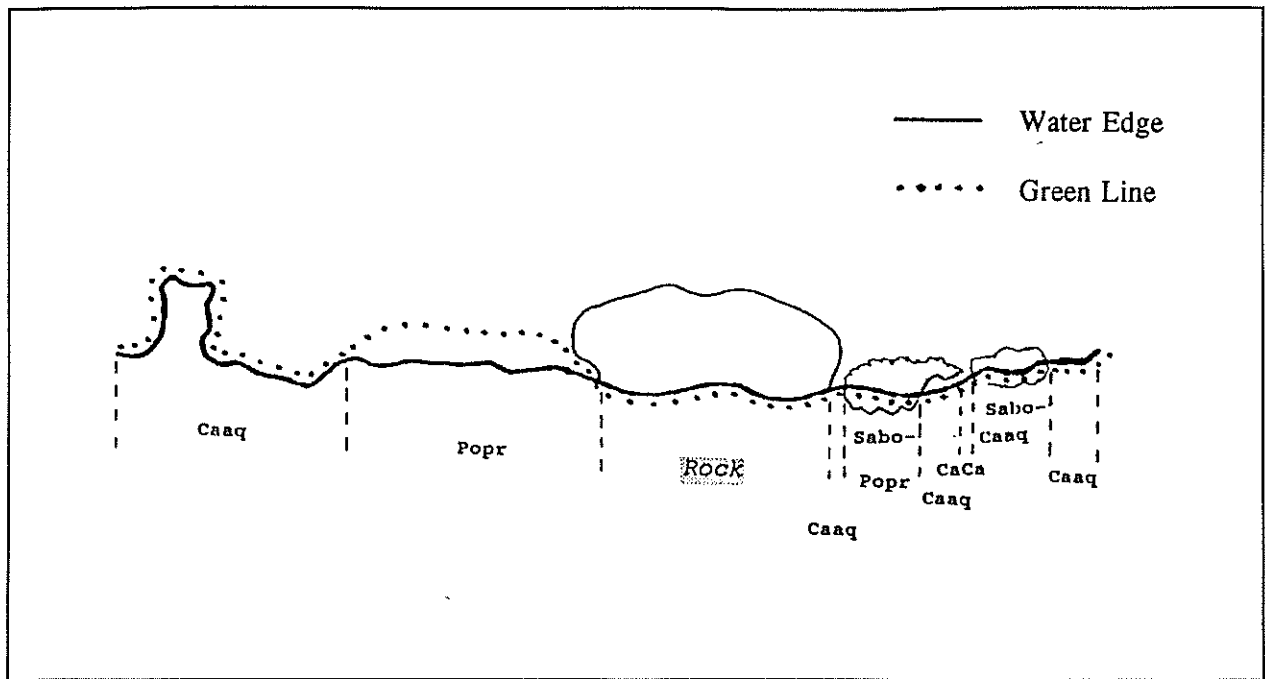 Water Edge
Green Line
Caaq
Popr
Rock
Caaq
Sabo-
Popr
Caaq
CaCa
Sabo-
Caaq
Caaq